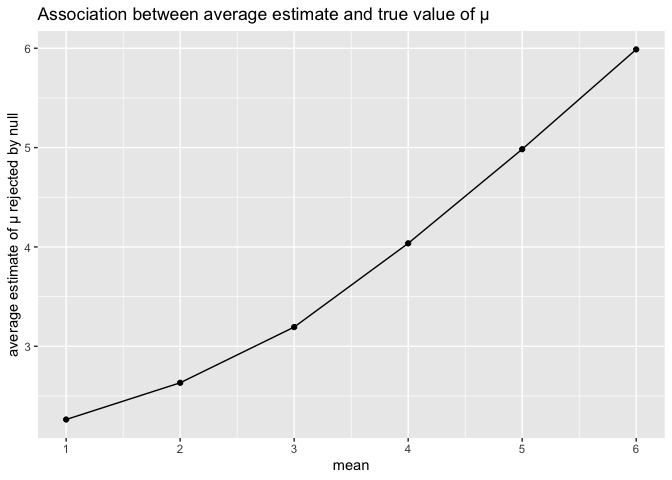 Association between average estimate and true value of μ
average estimate of μ rejected by null
6
5
4
3
1 2 3 4 5 6
mean